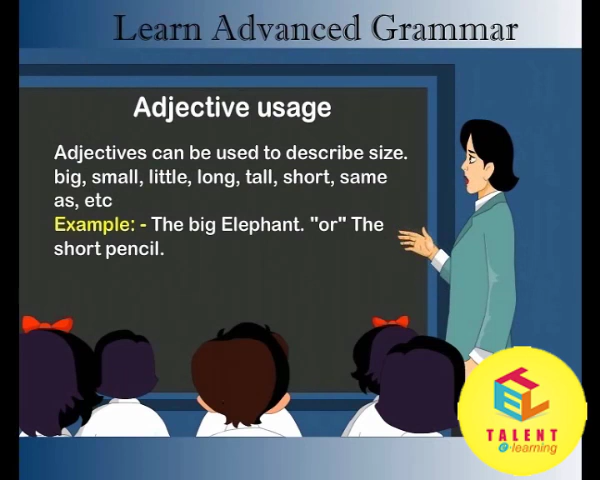 Learn Advanced Grammar
Adjective usage
Adjectives can be used to describe size.
big, small, little, long, tall, short, same
as, etc
Example: - The big Elephant. "or" The
short pencil.
TEL
TALENT
e-learning